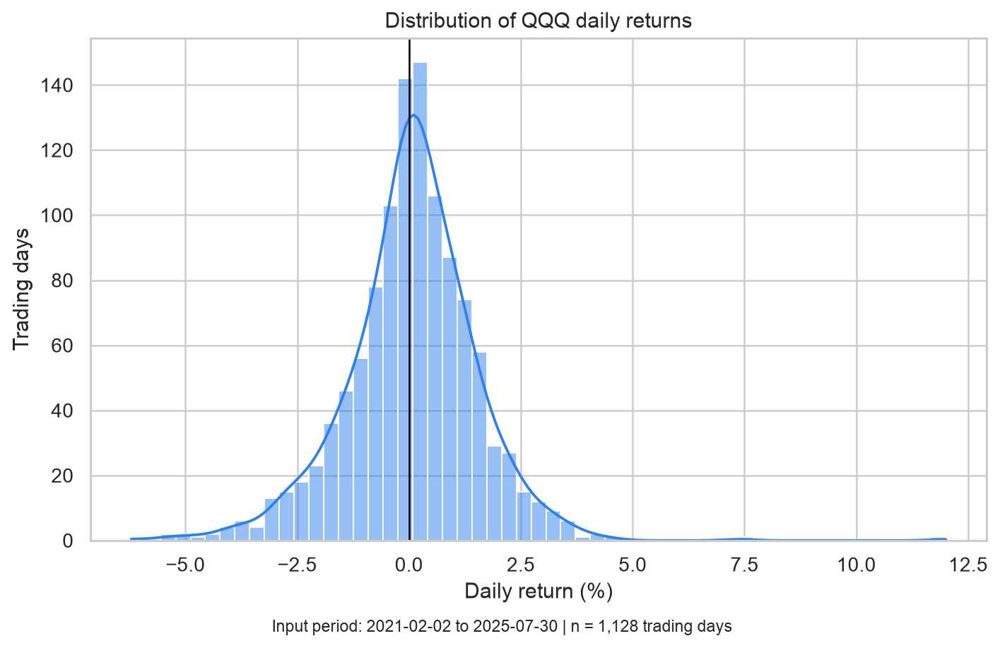 Distribution of QQQ daily returns
Trading days
140
120
100
80
60
40
20
0
−5.0 −2.5 0.0 2.5 5.0 7.5 10.0 12.5
Daily return (%)
Input period: 2021-02-02 to 2025-07-30 | n = 1,128 trading days